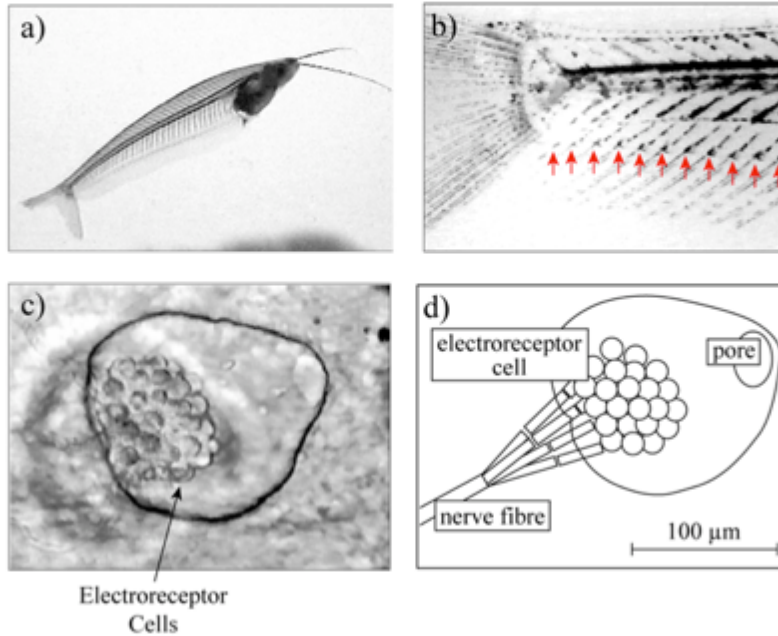 a)
b)
c)
d)
electroreceptor
cell
pore
nerve fibre
100 µm
Electroreceptor
Cells